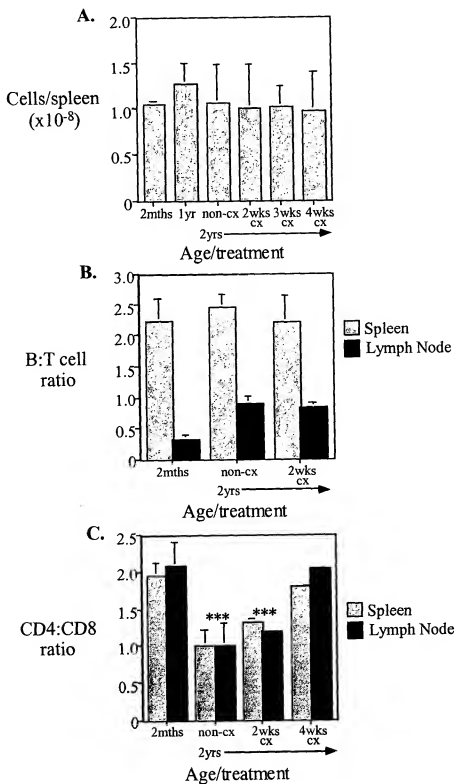 A.
2.0
1.5
Cells/spleen
(x10-8)
1.0
0.5
0
2mths 1yr non-cx 2wks cx 3wks cx 4wks cx
2yrs
Age/treatment
B.
3.0
2.5
2.0
Spleen
Lymph Node
B:T cell
ratio
1.5
1.0
0.5
0
2mths non-cx 2wks cx
2yrs
Age/treatment
C.
2.5
2.0
Spleen
Lymph Node
CD4:CD8
ratio
1.5
*** ***
1.0
0.5
0
2mths non-cx 2wks cx 4wks cx
2yrs
Age/treatment